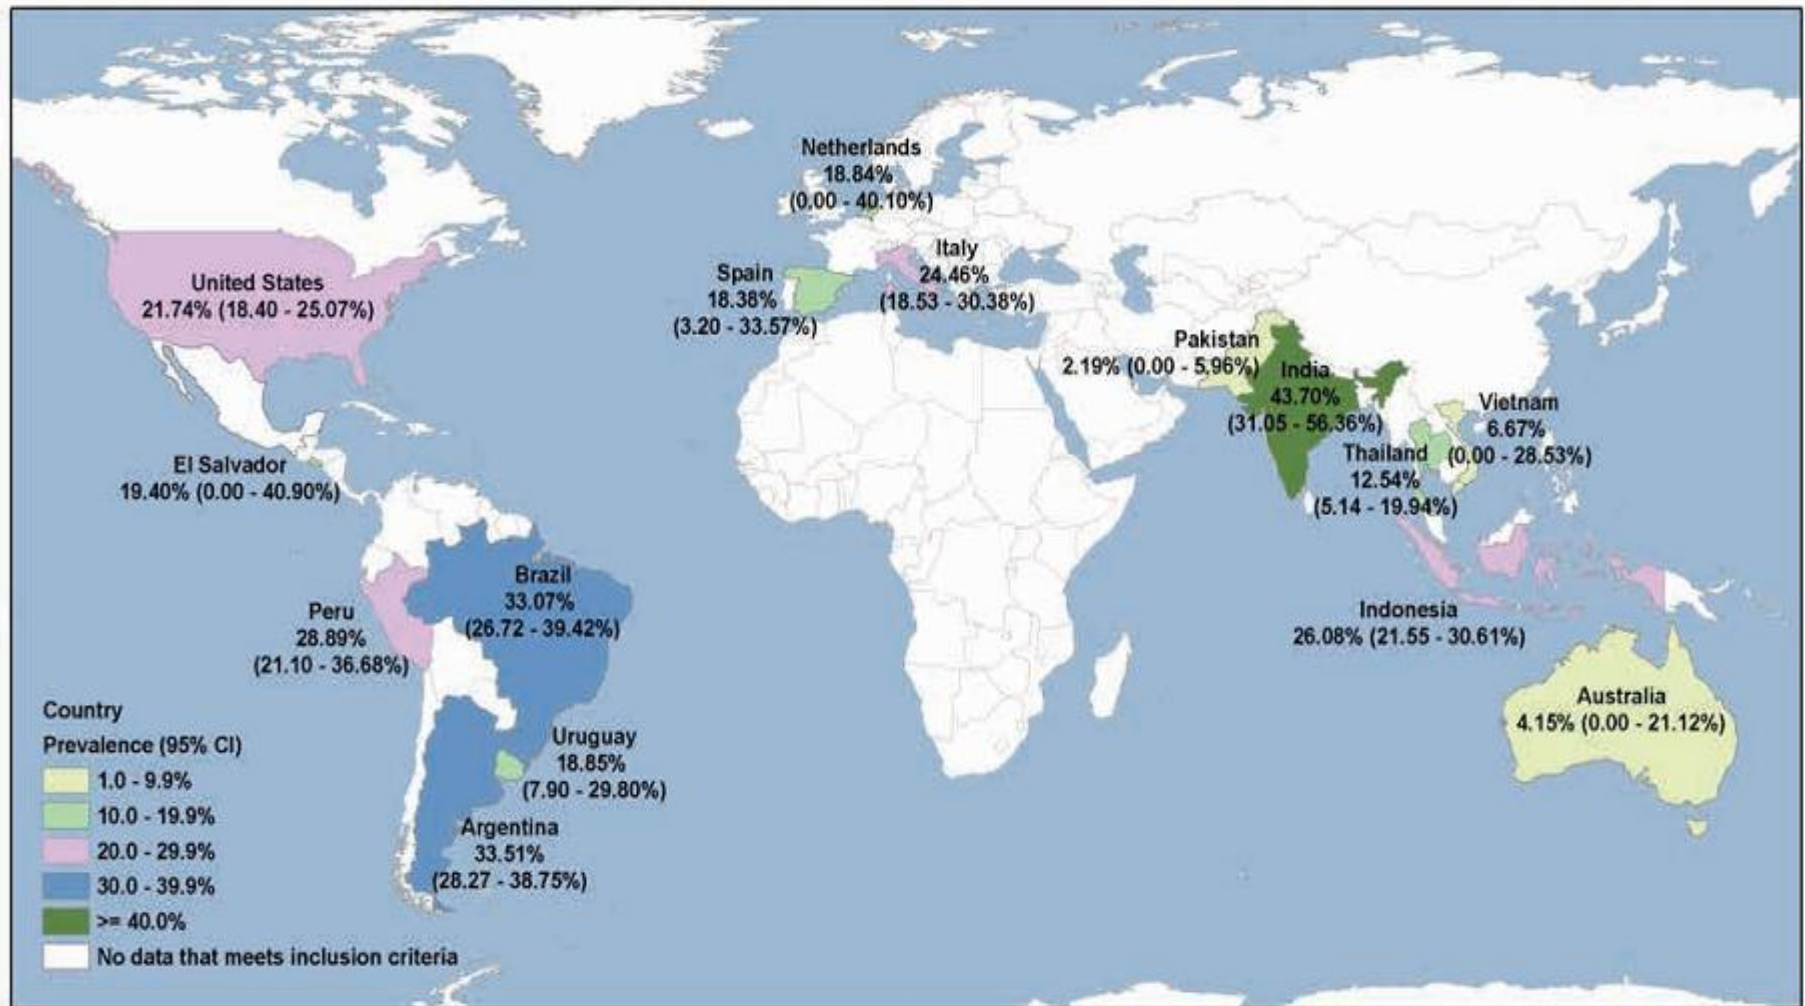 Netherlands
18.84%
(0.00 - 40.10%)
Italy
24.46%
(18.53 - 30.38%)
Spain
18.38%
(3.20 - 33.57%)
United States
21.74% (18.40 - 25.07%)
Pakistan
2.19% (0.00 - 5.96%)
India
43.70%
(31.05 - 56.36%)
Vietnam
6.67%
(0.00 - 28.53%)
Thailand
12.54%
(5.14 - 19.94%)
El Salvador
19.40% (0.00 - 40.90%)
Brazil
33.07%
(26.72 - 39.42%)
Peru
28.89%
(21.10 - 36.68%)
Indonesia
26.08% (21.55 - 30.61%)
Australia
4.15% (0.00 - 21.12%)
Uruguay
18.85%
(7.90 - 29.80%)
Argentina
33.51%
(28.27 - 38.75%)
Country
Prevalence (95% CI)
1.0 - 9.9%
10.0 - 19.9%
20.0 - 29.9%
30.0 - 39.9%
>= 40.0%
No data that meets inclusion criteria